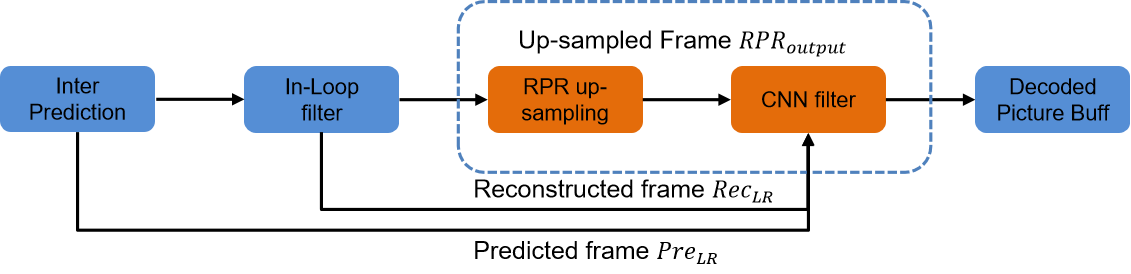 Up-sampled Frame RPR_output
Inter
Prediction
In-Loop
filter
RPR up-
sampling
CNN filter
Decoded
Picture Buff
Reconstructed frame Rec_LR
Predicted frame Pre_LR